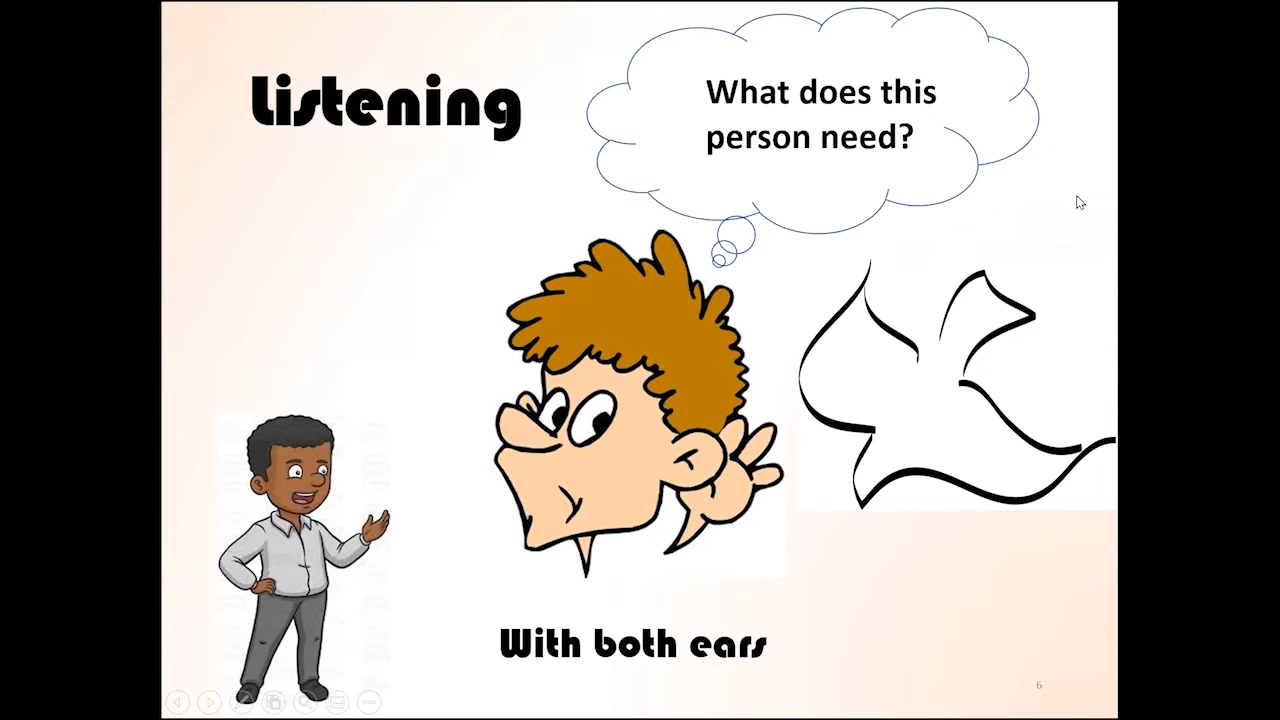 Listening
What does this
person need?
With both ears
6